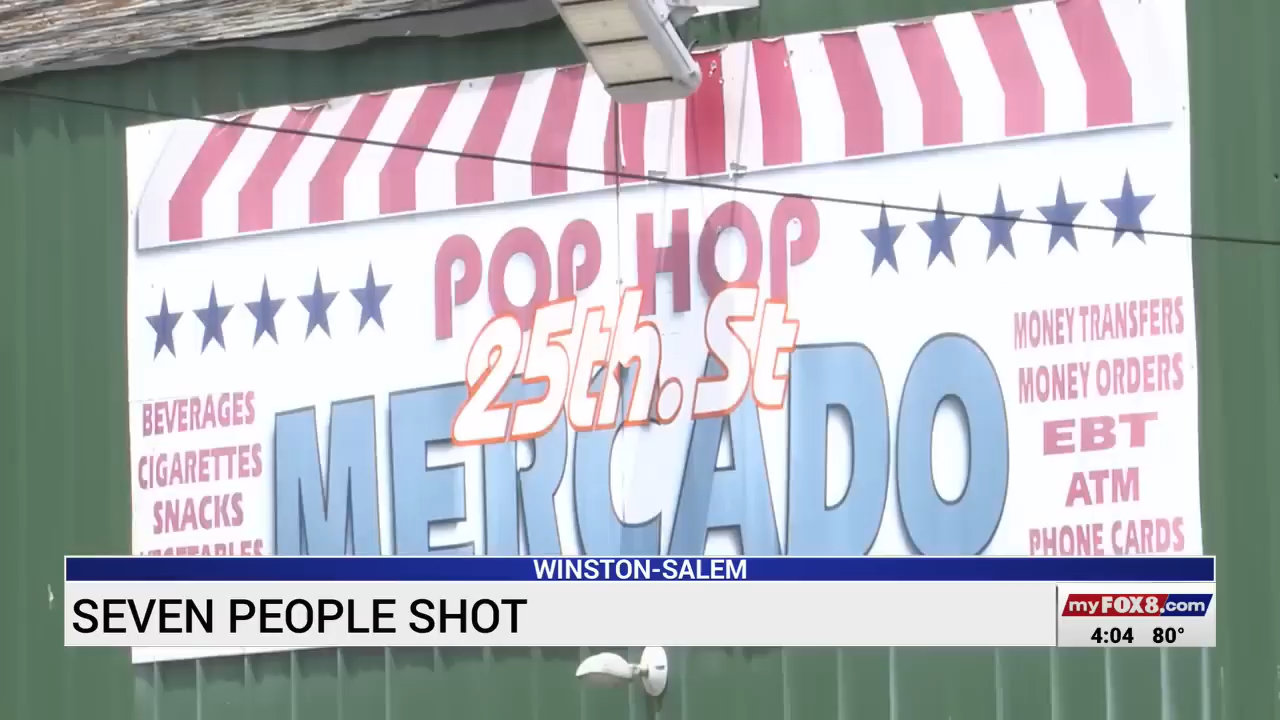 POP HOP
25th. St
MERCADO
BEVERAGES
CIGARETTES
SNACKS
VEGETABLES
MONEY TRANSFERS
MONEY ORDERS
EBT
ATM
PHONE CARDS
WINSTON-SALEM
SEVEN PEOPLE SHOT
myFOX8.com
4:04 80°